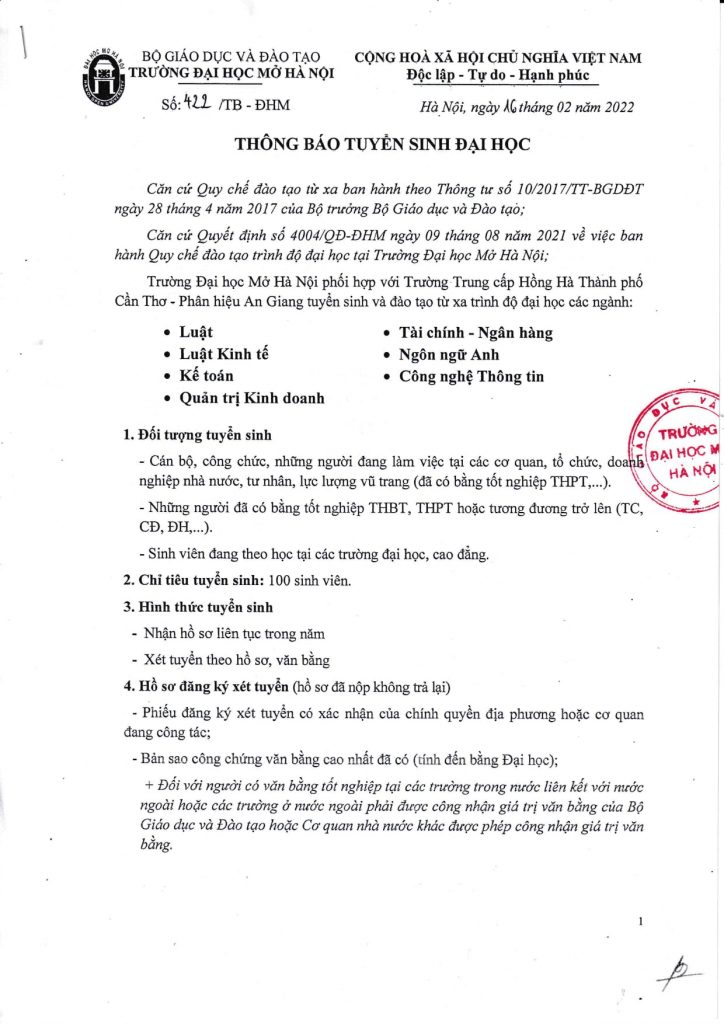 BỘ GIÁO DỤC VÀ ĐÀO TẠO
TRƯỜNG ĐẠI HỌC MỞ HÀ NỘI
Số: 422 /TB - ĐHM
CỘNG HOÀ XÃ HỘI CHỦ NGHĨA VIỆT NAM
Độc lập - Tự do - Hạnh phúc
Hà Nội, ngày 16 tháng 02 năm 2022
THÔNG BÁO TUYỂN SINH ĐẠI HỌC
Căn cứ Quy chế đào tạo từ xa ban hành theo Thông tư số 10/2017/TT-BGDĐT
ngày 28 tháng 4 năm 2017 của Bộ trưởng Bộ Giáo dục và Đào tạo;
Căn cứ Quyết định số 4004/QĐ-ĐHM ngày 09 tháng 08 năm 2021 về việc ban
hành Quy chế đào tạo trình độ đại học tại Trường Đại học Mở Hà Nội;
Trường Đại học Mở Hà Nội phối hợp với Trường Trung cấp Hồng Hà Thành phố
Cần Thơ - Phân hiệu An Giang tuyển sinh và đào tạo từ xa trình độ đại học các ngành:
• Luật
• Luật Kinh tế
• Kế toán
• Quản trị Kinh doanh
• Tài chính - Ngân hàng
• Ngôn ngữ Anh
• Công nghệ Thông tin
1. Đối tượng tuyển sinh
- Cán bộ, công chức, những người đang làm việc tại các cơ quan, tổ chức, doanh
nghiệp nhà nước, tư nhân, lực lượng vũ trang (đã có bằng tốt nghiệp THPT,...).
- Những người đã có bằng tốt nghiệp THBT, THPT hoặc tương đương trở lên (TC,
CĐ, ĐH,...).
- Sinh viên đang theo học tại các trường đại học, cao đẳng.
2. Chỉ tiêu tuyển sinh: 100 sinh viên.
3. Hình thức tuyển sinh
- Nhận hồ sơ liên tục trong năm
- Xét tuyển theo hồ sơ, văn bằng
4. Hồ sơ đăng ký xét tuyển (hồ sơ đã nộp không trả lại)
- Phiếu đăng ký xét tuyển có xác nhận của chính quyền địa phương hoặc cơ quan
đang công tác;
- Bản sao công chứng văn bằng cao nhất đã có (tính đến bằng Đại học);
+ Đối với người có văn bằng tốt nghiệp tại các trường trong nước liên kết với nước
ngoài hoặc các trường ở nước ngoài phải được công nhận giá trị văn bằng của Bộ
Giáo dục và Đào tạo hoặc Cơ quan nhà nước khác được phép công nhận giá trị văn
bằng.
TRƯỜNG
ĐẠI HỌC M
HÀ NỘI
1